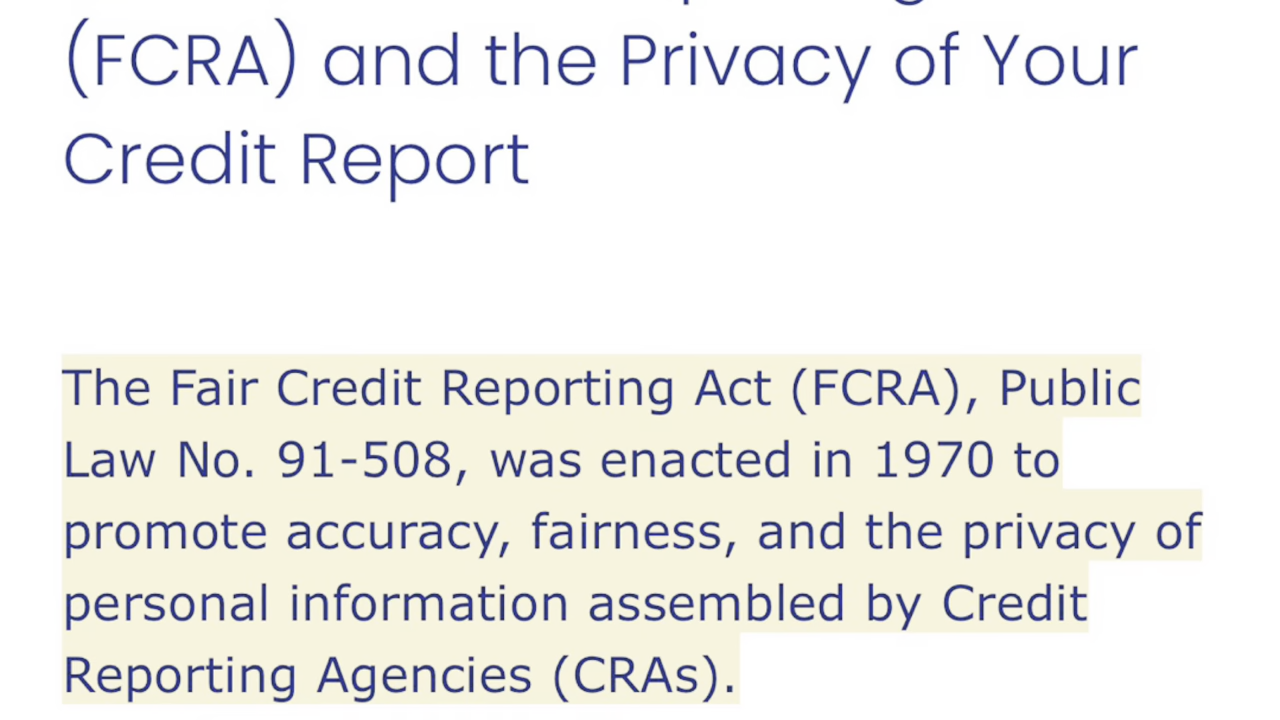 (FCRA) and the Privacy of Your
Credit Report
The Fair Credit Reporting Act (FCRA), Public
Law No. 91-508, was enacted in 1970 to
promote accuracy, fairness, and the privacy of
personal information assembled by Credit
Reporting Agencies (CRAs).